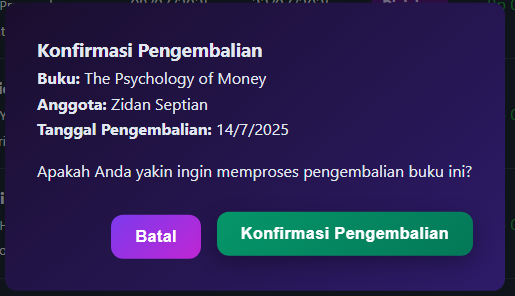 Konfirmasi Pengembalian
Buku: The Psychology of Money
Anggota: Zidan Septian
Tanggal Pengembalian: 14/7/2025
Apakah Anda yakin ingin memproses pengembalian buku ini?
Batal
Konfirmasi Pengembalian